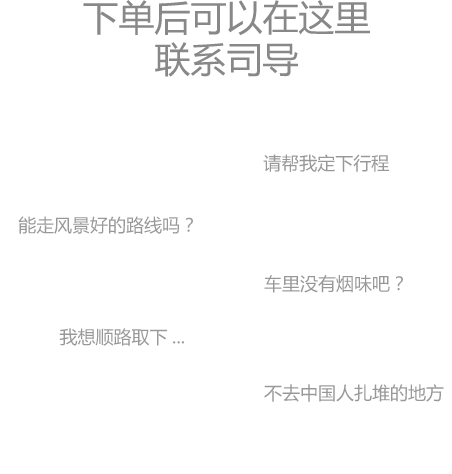 下单后可以在这里
联系司导
请帮我定下行程
能走风景好的路线吗？
车里没有烟味吧？
我想顺路取下 ...
不去中国人扎堆的地方